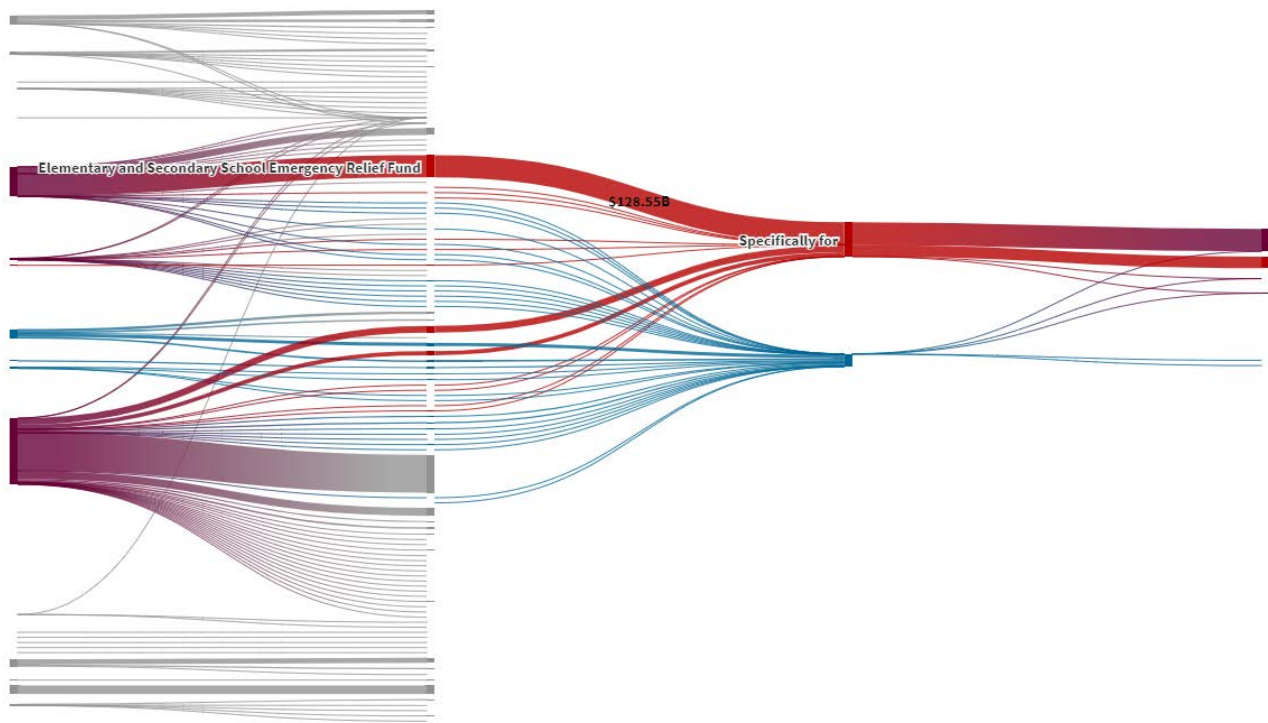 Elementary and Secondary School Emergency Relief Fund
$128.55B
Specifically for